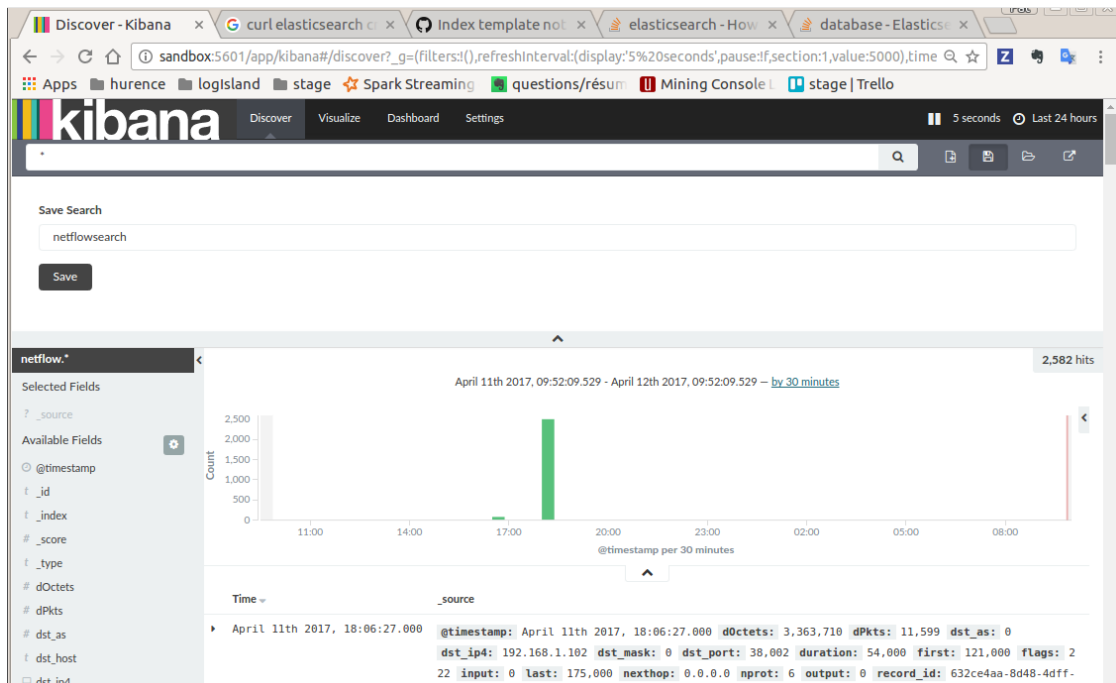 Discover - Kibana
curl elasticsearch cr
Index template not
elasticsearch - How
database - Elasticse
sandbox:5601/app/kibana#/discover?_g=(filters:!(),refreshInterval:(display:'5%20seconds',pause:!f,section:1,value:5000),time
Apps hurence logIsland stage Spark Streaming questions/résum Mining Console L stage | Trello
kibana Discover Visualize Dashboard Settings 5 seconds Last 24 hours
*
Save Search
netflowsearch
Save
netflow.*
2,582 hits
Selected Fields
? _source
Available Fields
@timestamp
t _id
t _index
# _score
t _type
# dOctets
# dPkts
# dst_as
t dst_host
dst_ip4
April 11th 2017, 09:52:09.529 - April 12th 2017, 09:52:09.529 — by 30 minutes
Count
2,500
2,000
1,500
1,000
500
0
11:00 14:00 17:00 20:00 23:00 02:00 05:00 08:00
@timestamp per 30 minutes
Time _source
April 11th 2017, 18:06:27.000 @timestamp: April 11th 2017, 18:06:27.000 dOctets: 3,363,710 dPkts: 11,599 dst_as: 0
dst_ip4: 192.168.1.102 dst_mask: 0 dst_port: 38,002 duration: 54,000 first: 121,000 flags: 2
22 input: 0 last: 175,000 nexthop: 0.0.0.0 nprot: 6 output: 0 record_id: 632ce4aa-8d48-4dff-